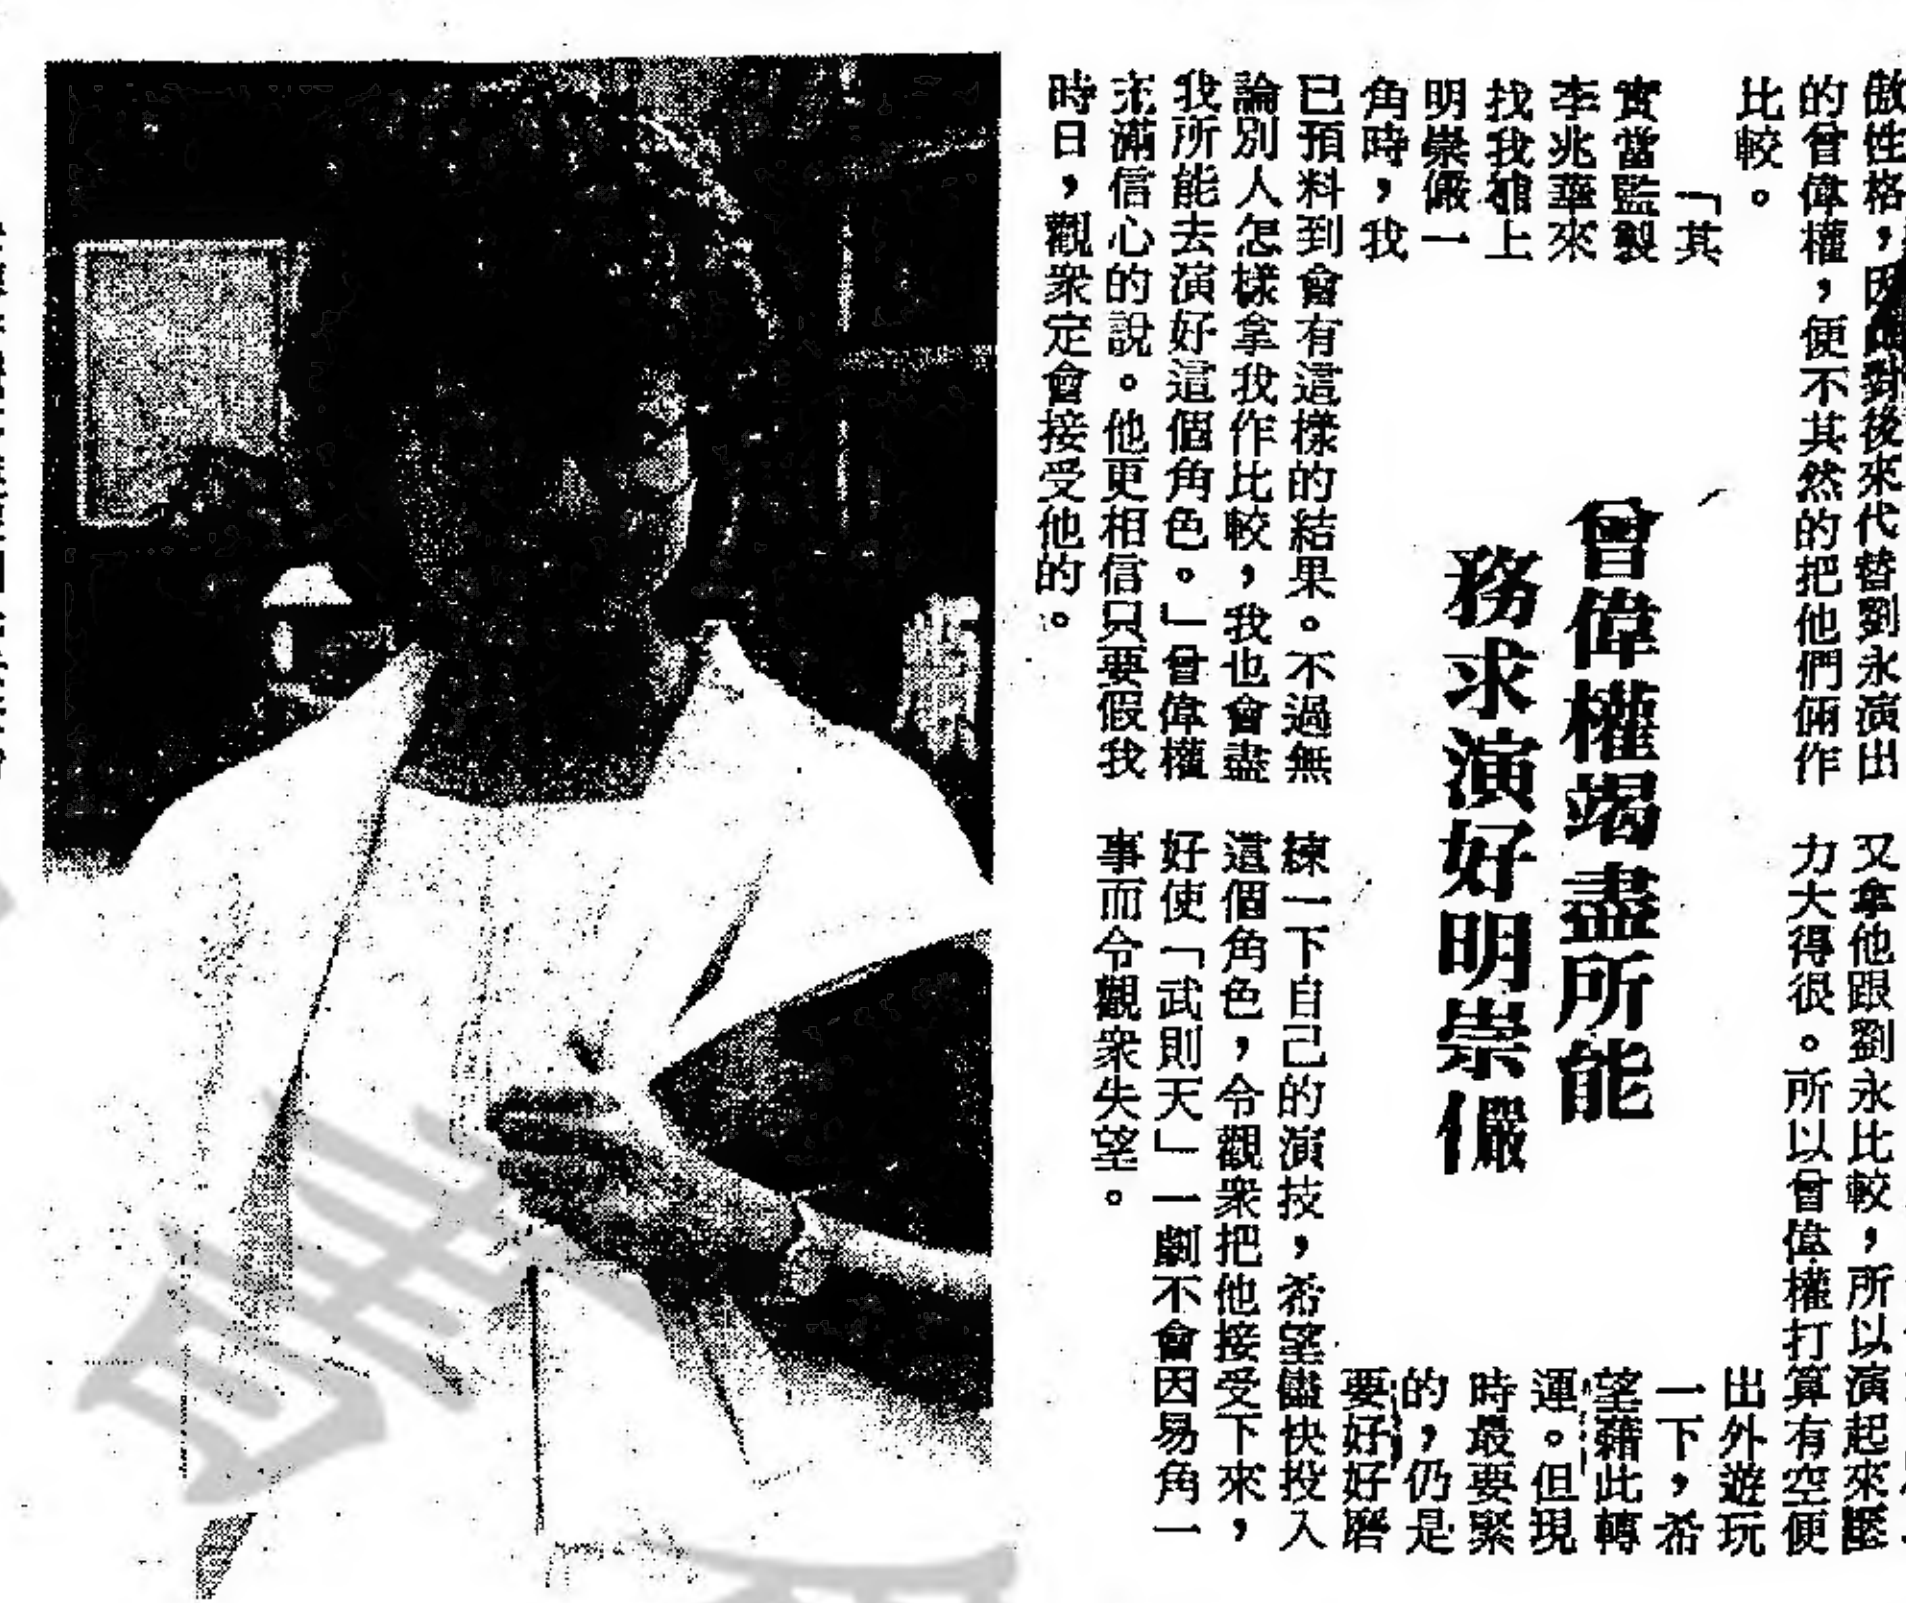 曾偉權竭盡所能
務求演好明崇儼
傲性格,因此對後來代替劉永演出
的曾偉權,便不其然的把他們倆作
比較。
「其
實當監製
李兆華來
找我補上
明崇儼一
角時,我
已預料到會有這樣的結果。不過無
論別人怎樣拿我作比較,我也會盡
我所能去演好這個角色。」曾偉權
充滿信心的說。他更相信只要假我
時日,觀衆定會接受他的。
又拿他跟劉永比較,所以演起來壓
力大得很。所以曾偉權打算有空便
出外遊玩
一下,希
望藉此轉
運。但現
時最要緊
的,仍是
要好好磨
練一下自己的演技,希望儘快投入
這個角色,令觀衆把他接受下來,
好使「武則天」一劇不會因易角一
事而令觀衆失望。
順